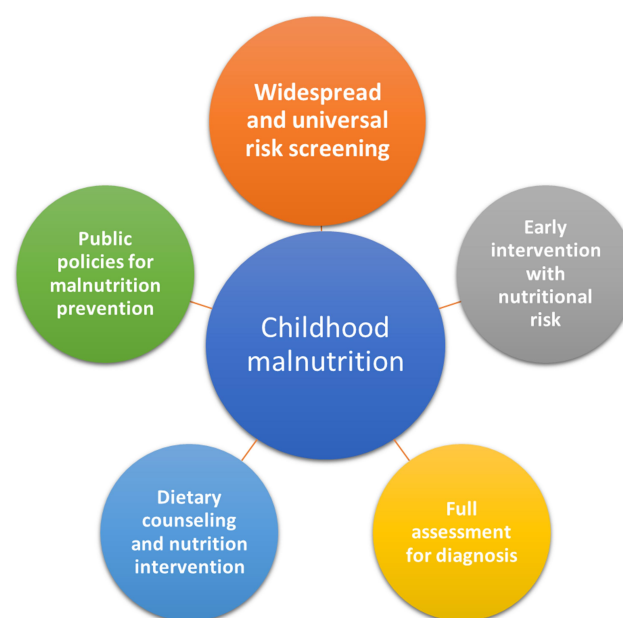 Widespread
and universal
risk screening
Public
policies for
malnutrition
prevention
Early
intervention
with
nutritional
risk
Childhood
malnutrition
Dietary
counseling
and nutrition
intervention
Full
assessment
for diagnosis